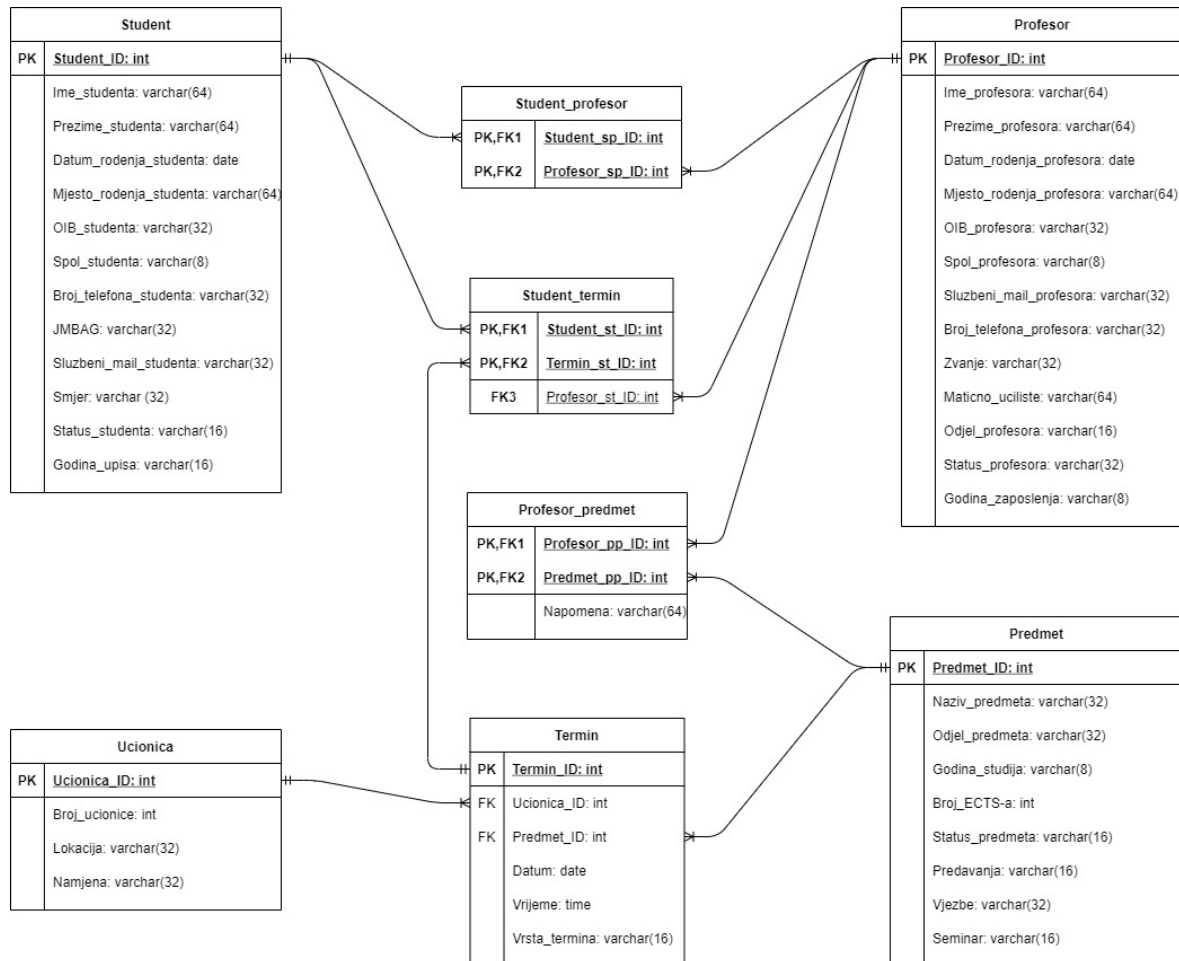 Student
PK Student_ID: int
Ime_studenta: varchar(64)
Prezime_studenta: varchar(64)
Datum_rodenja_studenta: date
Mjesto_rodenja_studenta: varchar(64)
OIB_studenta: varchar(32)
Spol_studenta: varchar(8)
Broj_telefona_studenta: varchar(32)
JMBAG: varchar(32)
Sluzbeni_mail_studenta: varchar(32)
Smjer: varchar (32)
Status_studenta: varchar(16)
Godina_upisa: varchar(16)
Student_profesor
PK,FK1 Student_sp_ID: int
PK,FK2 Profesor_sp_ID: int
Profesor
PK Profesor_ID: int
Ime_profesora: varchar(64)
Prezime_profesora: varchar(64)
Datum_rodenja_profesora: date
Mjesto_rodenja_profesora: varchar(64)
OIB_profesora: varchar(32)
Spol_profesora: varchar(8)
Sluzbeni_mail_profesora: varchar(32)
Broj_telefona_profesora: varchar(32)
Zvanje: varchar(32)
Maticno_uciliste: varchar(64)
Odjel_profesora: varchar(16)
Status_profesora: varchar(32)
Godina_zaposlenja: varchar(8)
Student_termin
PK,FK1 Student_st_ID: int
PK,FK2 Termin_st_ID: int
FK3 Profesor_st_ID: int
Profesor_predmet
PK,FK1 Profesor_pp_ID: int
PK,FK2 Predmet_pp_ID: int
Napomena: varchar(64)
Ucionica
PK Ucionica_ID: int
Broj_ucionice: int
Lokacija: varchar(32)
Namjena: varchar(32)
Termin
PK Termin_ID: int
FK Ucionica_ID: int
FK Predmet_ID: int
Datum: date
Vrijeme: time
Vrsta_termina: varchar(16)
Predmet
PK Predmet_ID: int
Naziv_predmeta: varchar(32)
Odjel_predmeta: varchar(32)
Godina_studija: varchar(8)
Broj_ECTS-a: int
Status_predmeta: varchar(16)
Predavanja: varchar(16)
Vjezbe: varchar(32)
Seminar: varchar(16)